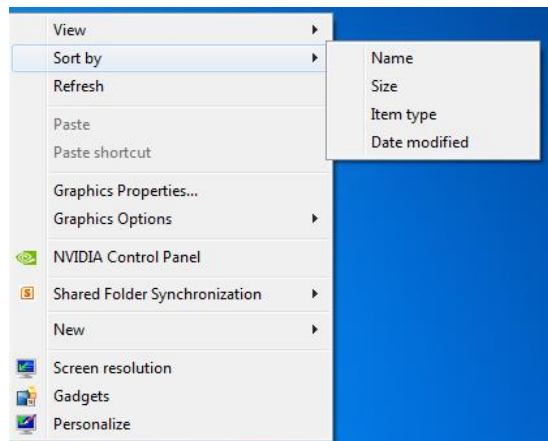 View
Sort by
Refresh
Paste
Paste shortcut
Graphics Properties...
Graphics Options
NVIDIA Control Panel
S
Shared Folder Synchronization
New
Screen resolution
Gadgets
Personalize
Name
Size
Item type
Date modified